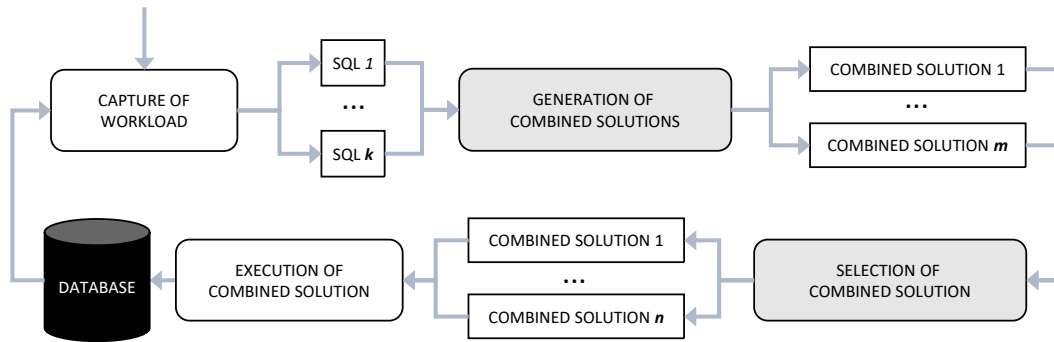 SQL 1
COMBINED SOLUTION 1
CAPTURE OF
WORKLOAD
...
GENERATION OF
COMBINED SOLUTIONS
...
SQL k
COMBINED SOLUTION m
COMBINED SOLUTION 1
DATABASE
EXECUTION OF
COMBINED SOLUTION
...
SELECTION OF
COMBINED SOLUTION
COMBINED SOLUTION n